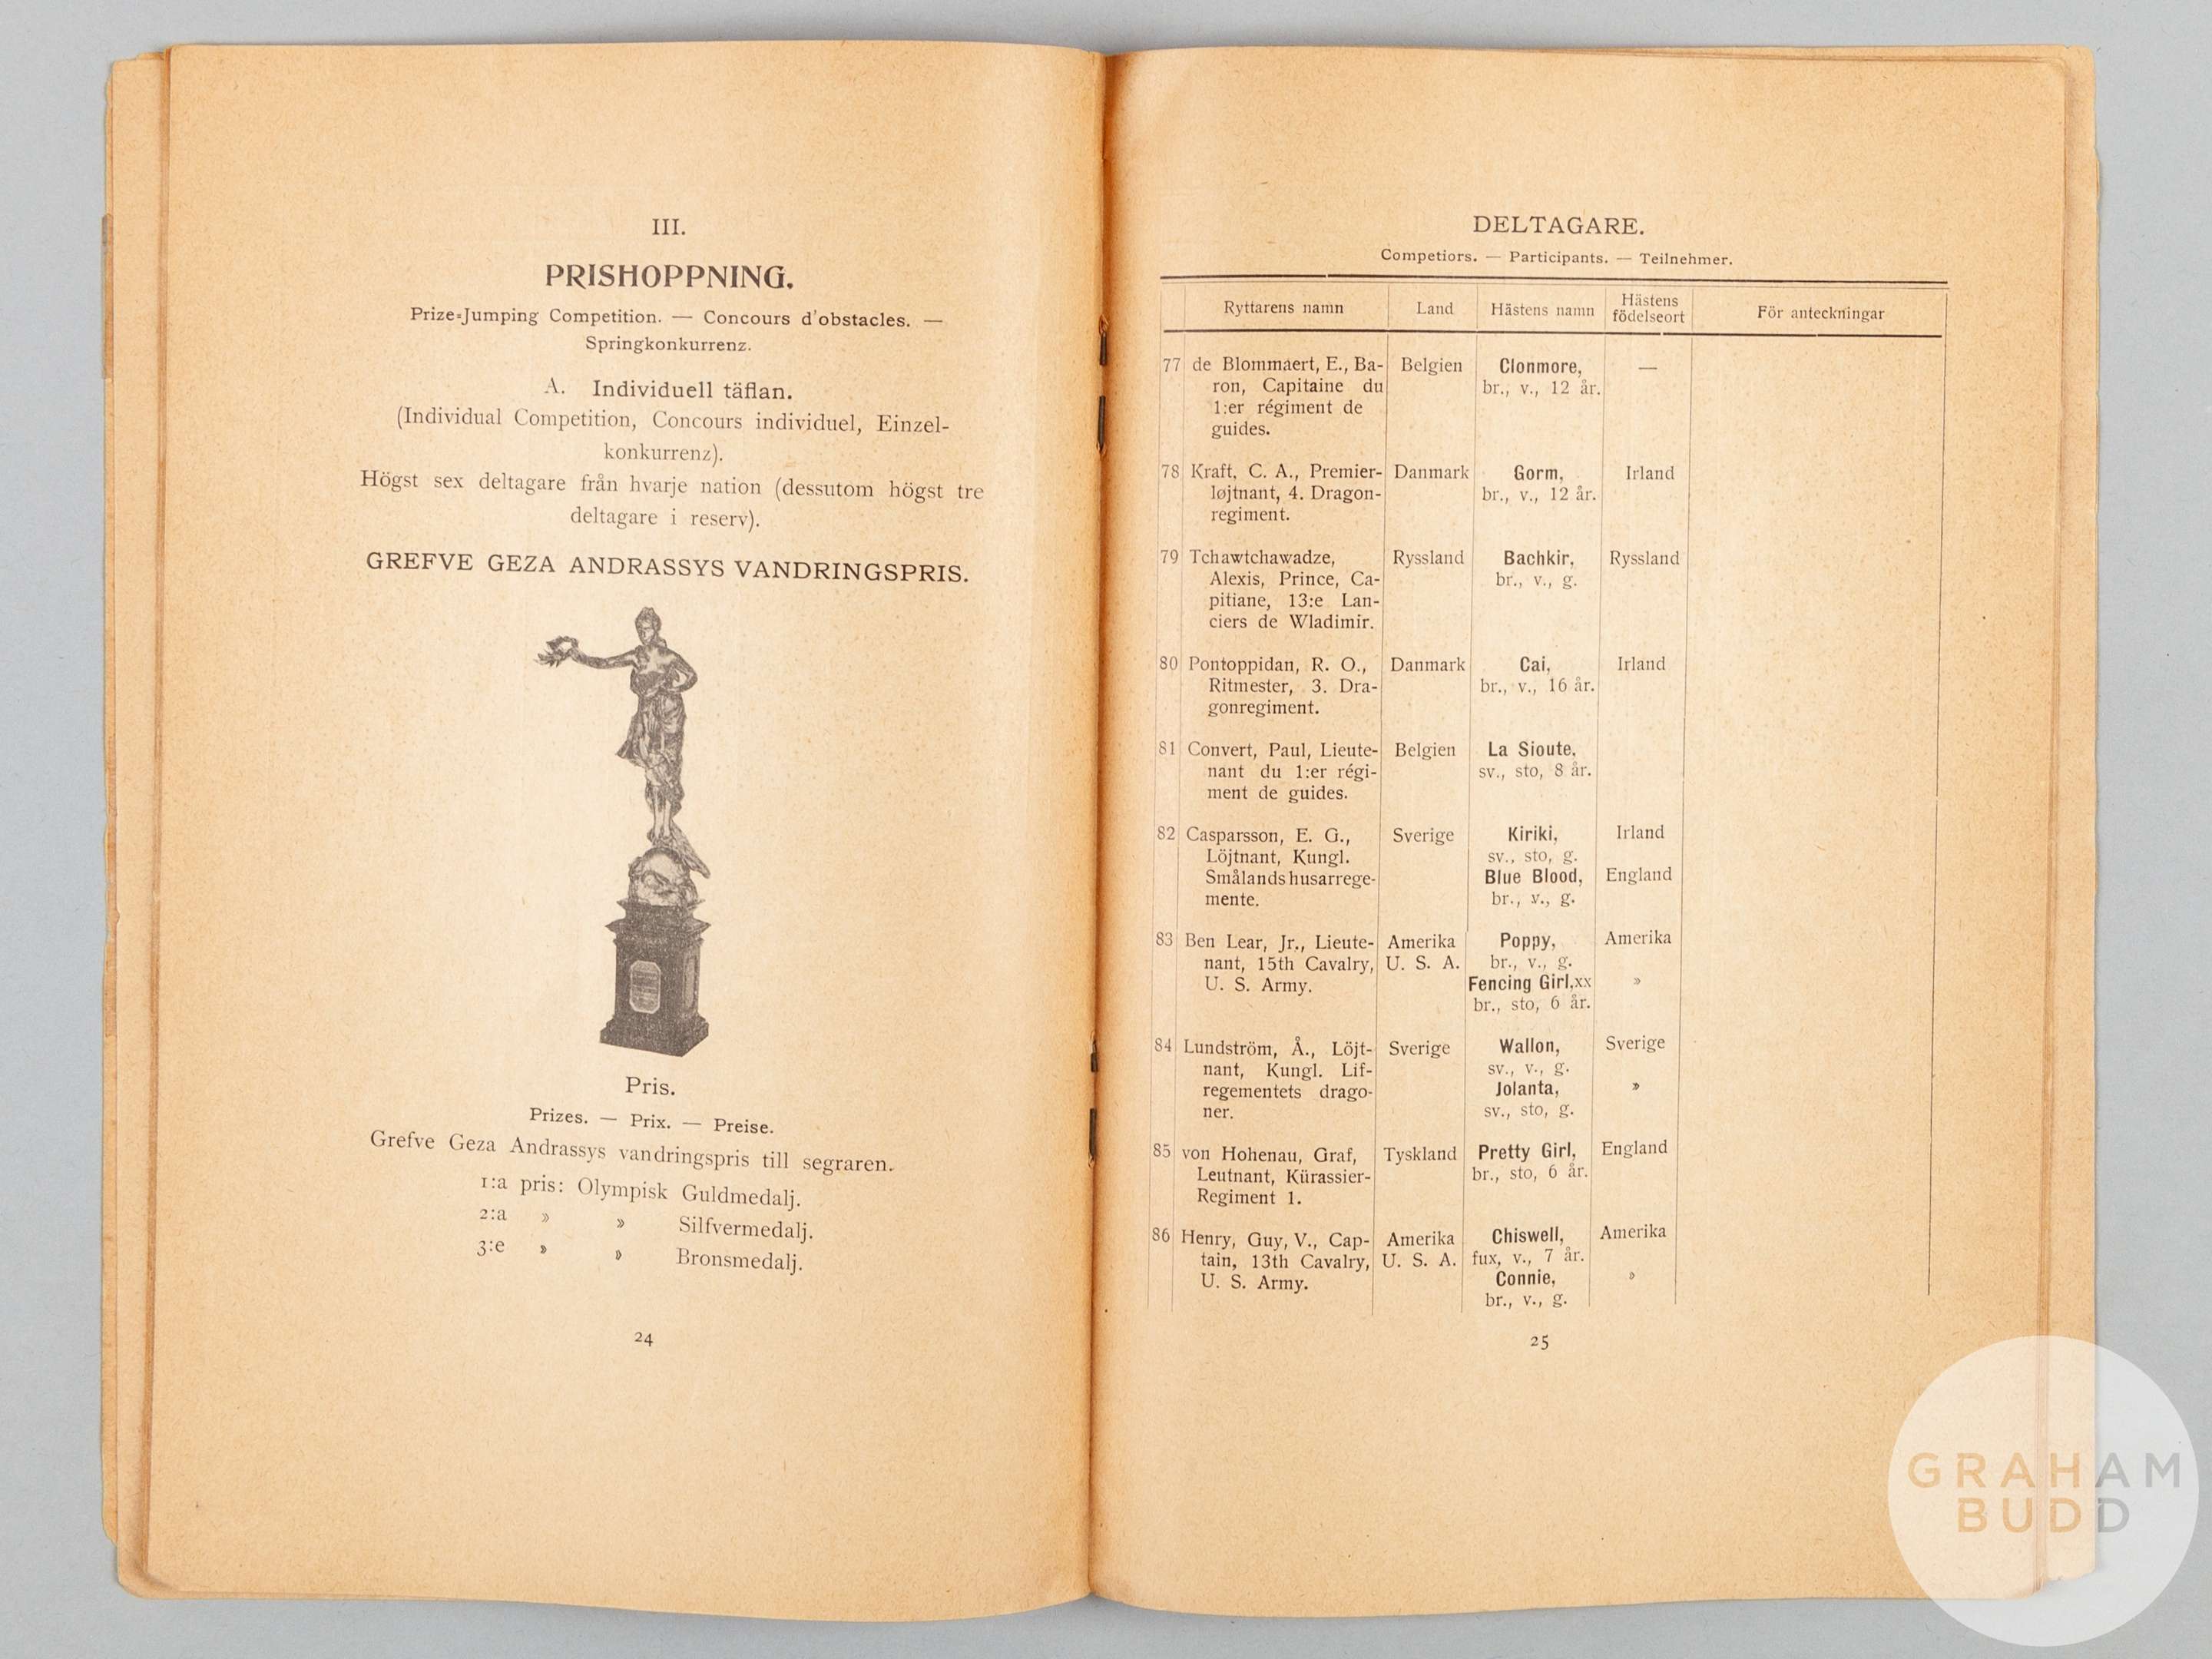 III.
PRISHOPPNING.
Prize-Jumping Competition. — Concours d'obstacles. —
Springkonkurrenz.
A. Individuell täflan.
(Individual Competition, Concours individuel, Einzel-
konkurrenz).
Högst sex deltagare från hvarje nation (dessutom högst tre
deltagare i reserv).
GREFVE GEZA ANDRASSYS VANDRINGSPRIS.
Pris.
Prizes. — Prix. — Preise.
Grefve Geza Andrassys vandringspris till segraren.
1:a pris: Olympisk Guldmedalj.
2:a » » Silfvermedalj.
3:e » » Bronsmedalj.
24
DELTAGARE.
Competiors. — Participants. — Teilnehmer.
Ryttarens namn Land Hästens namn Hästens födelseort För anteckningar
77 de Blommaert, E., Ba- Belgien Clonmore, —
ron, Capitaine du br., v., 12 år.
1:er régiment de
guides.
78 Kraft, C. A., Premier- Danmark Gorm, Irland
løjtnant, 4. Dragon- br., v., 12 år.
regiment.
79 Tchawtchawadze, Ryssland Bachkir, Ryssland
Alexis, Prince, Ca- br., v., g.
pitiane, 13:e Lan-
ciers de Wladimir.
80 Pontoppidan, R. O., Danmark Cai, Irland
Ritmester, 3. Dra- br., v., 16 år.
gonregiment.
81 Convert, Paul, Lieute- Belgien La Sioute,
nant du 1:er régi- sv., sto, 8 år.
ment de guides.
82 Casparsson, E. G., Sverige Kiriki, Irland
Löjtnant, Kungl. sv., sto, g.
Smålands husarrege- Blue Blood, England
mente. br., v., g.
83 Ben Lear, Jr., Lieute- Amerika Poppy, Amerika
nant, 15th Cavalry, U. S. A. br., v., g.
U. S. Army. Fencing Girl,xx »
br., sto, 6 år.
84 Lundström, Å., Löjt- Sverige Wallon, Sverige
nant, Kungl. Lif- sv., v., g.
regementets drago- Jolanta, »
ner. sv., sto, g.
85 von Hohenau, Graf, Tyskland Pretty Girl, England
Leutnant, Kürassier- br., sto, 6 år.
Regiment 1.
86 Henry, Guy, V., Cap- Amerika Chiswell, Amerika
tain, 13th Cavalry, U. S. A. fux, v., 7 år.
U. S. Army. Connie, »
br., v., g.
25
GRAHAM
BUDD